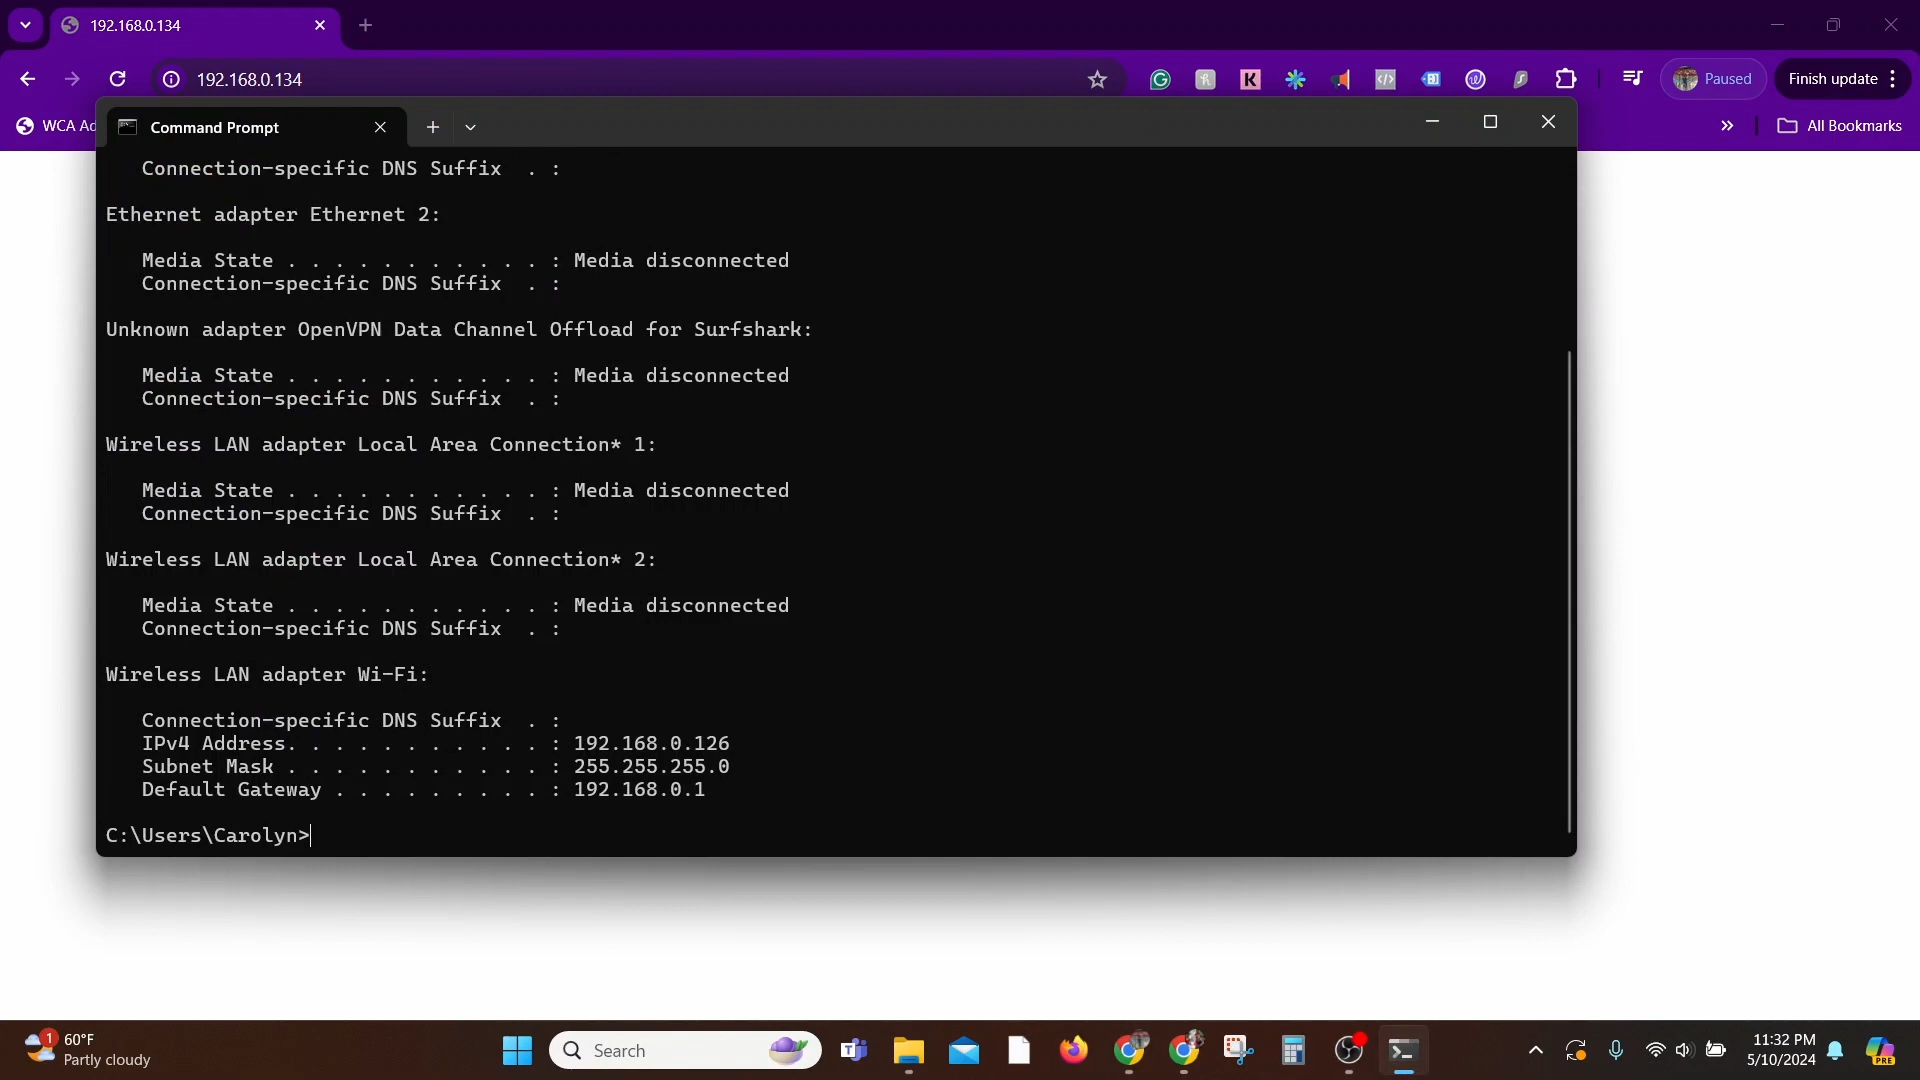 192.168.0.134
192.168.0.134
Paused
Finish update
WCA Ad
All Bookmarks
Command Prompt
Connection-specific DNS Suffix  . :
Ethernet adapter Ethernet 2:
Media State . . . . . . . . . . . : Media disconnected
Connection-specific DNS Suffix  . :
Unknown adapter OpenVPN Data Channel Offload for Surfshark:
Media State . . . . . . . . . . . : Media disconnected
Connection-specific DNS Suffix  . :
Wireless LAN adapter Local Area Connection* 1:
Media State . . . . . . . . . . . : Media disconnected
Connection-specific DNS Suffix  . :
Wireless LAN adapter Local Area Connection* 2:
Media State . . . . . . . . . . . : Media disconnected
Connection-specific DNS Suffix  . :
Wireless LAN adapter Wi-Fi:
Connection-specific DNS Suffix  . :
IPv4 Address. . . . . . . . . . . : 192.168.0.126
Subnet Mask . . . . . . . . . . . : 255.255.255.0
Default Gateway . . . . . . . . . : 192.168.0.1
C:\Users\Carolyn>
1
60°F
Partly cloudy
Search
11:32 PM
5/10/2024
PRE